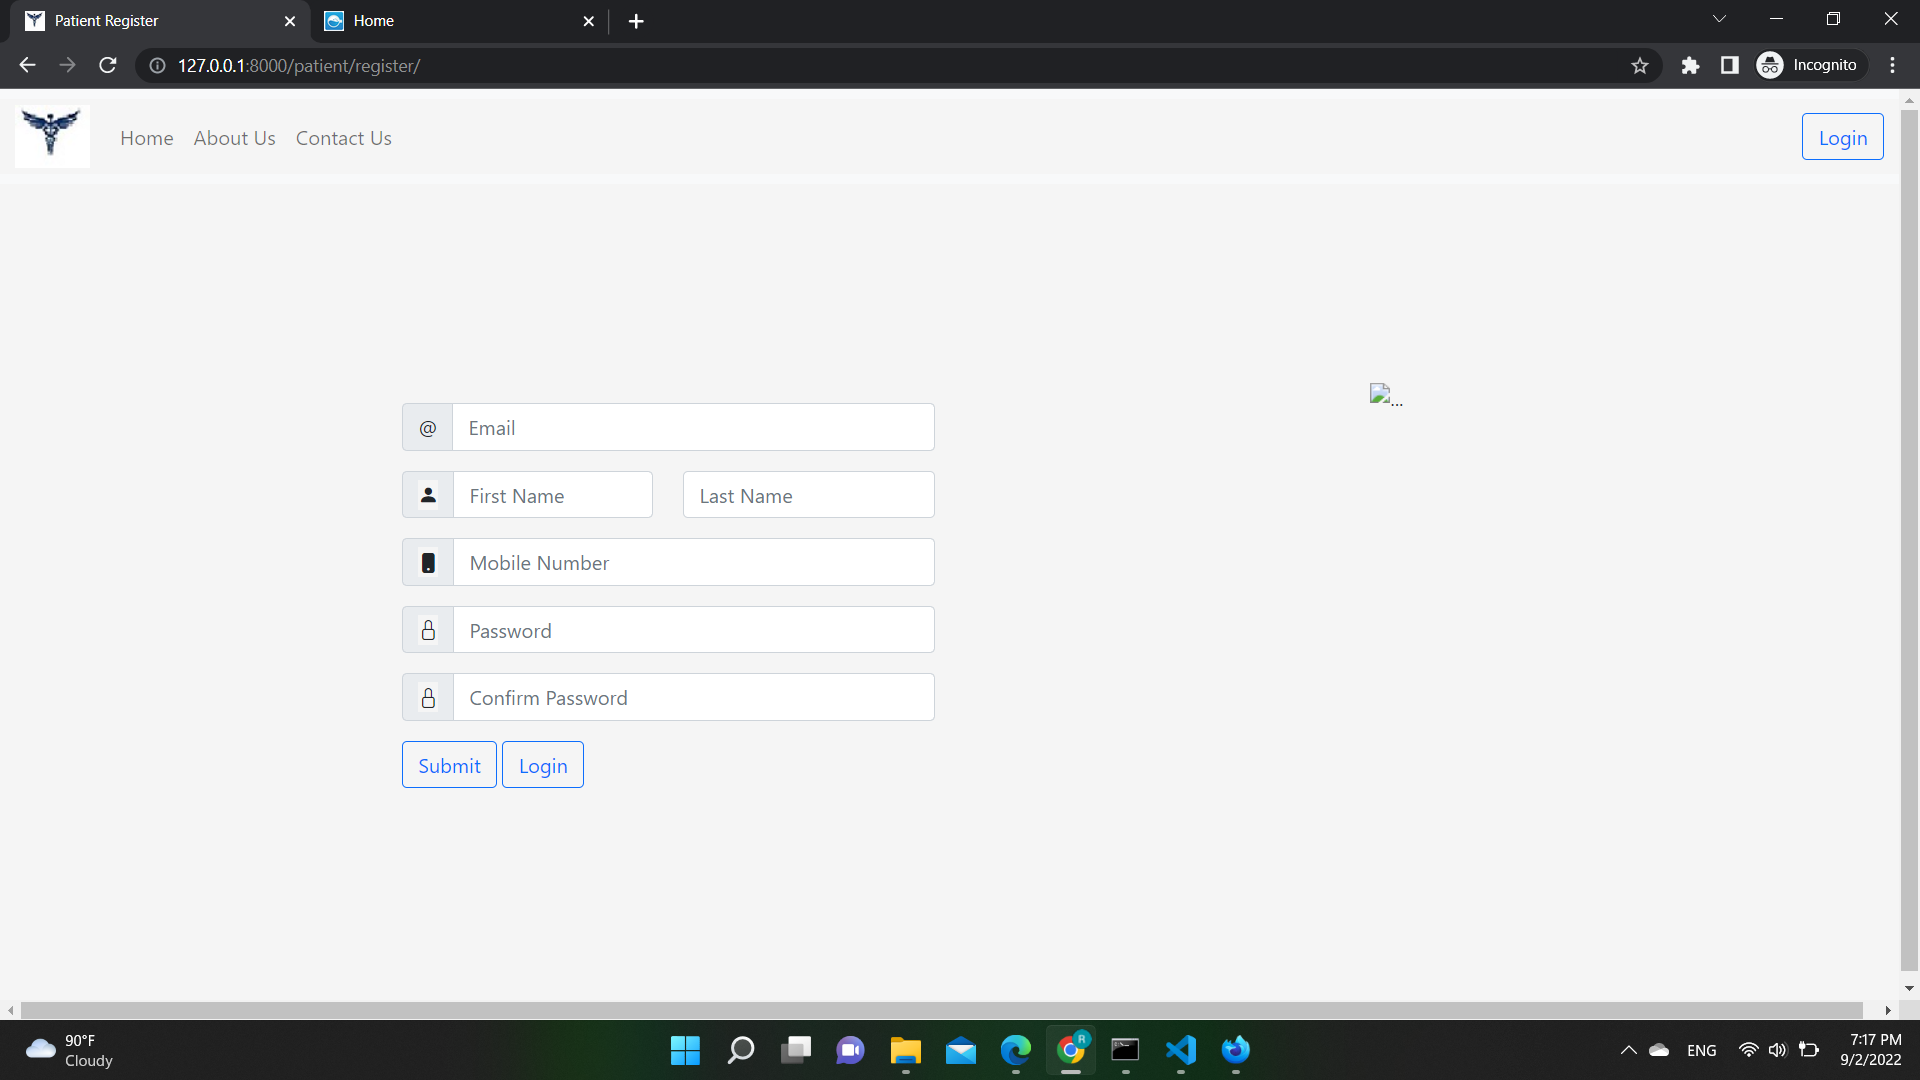 Patient Register
Home
127.0.0.1:8000/patient/register/
Incognito
Home About Us Contact Us
Login
...
@ Email
First Name Last Name
Mobile Number
Password
Confirm Password
Submit Login
90°F
Cloudy
R
ENG
7:17 PM
9/2/2022